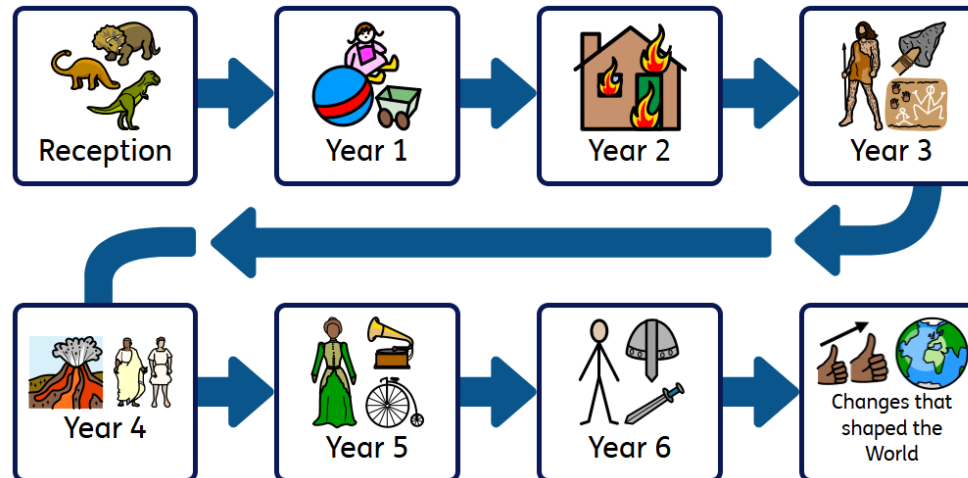 Reception
Year 1
Year 2
Year 3
Year 4
Year 5
Year 6
Changes that
shaped the
World